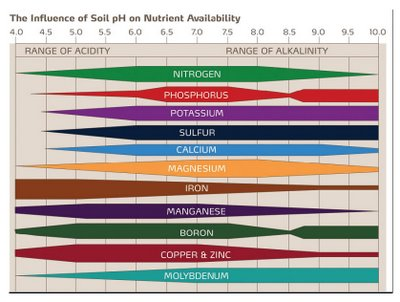 The Influence of Soil pH on Nutrient Availability
4.0 4.5 5.0 5.5 6.0 6.5 7.0 7.5 8.0 8.5 9.0 9.5 10.0
RANGE OF ACIDITY RANGE OF ALKALINITY
NITROGEN
PHOSPHORUS
POTASSIUM
SULFUR
CALCIUM
MAGNESIUM
IRON
MANGANESE
BORON
COPPER & ZINC
MOLYBDENUM